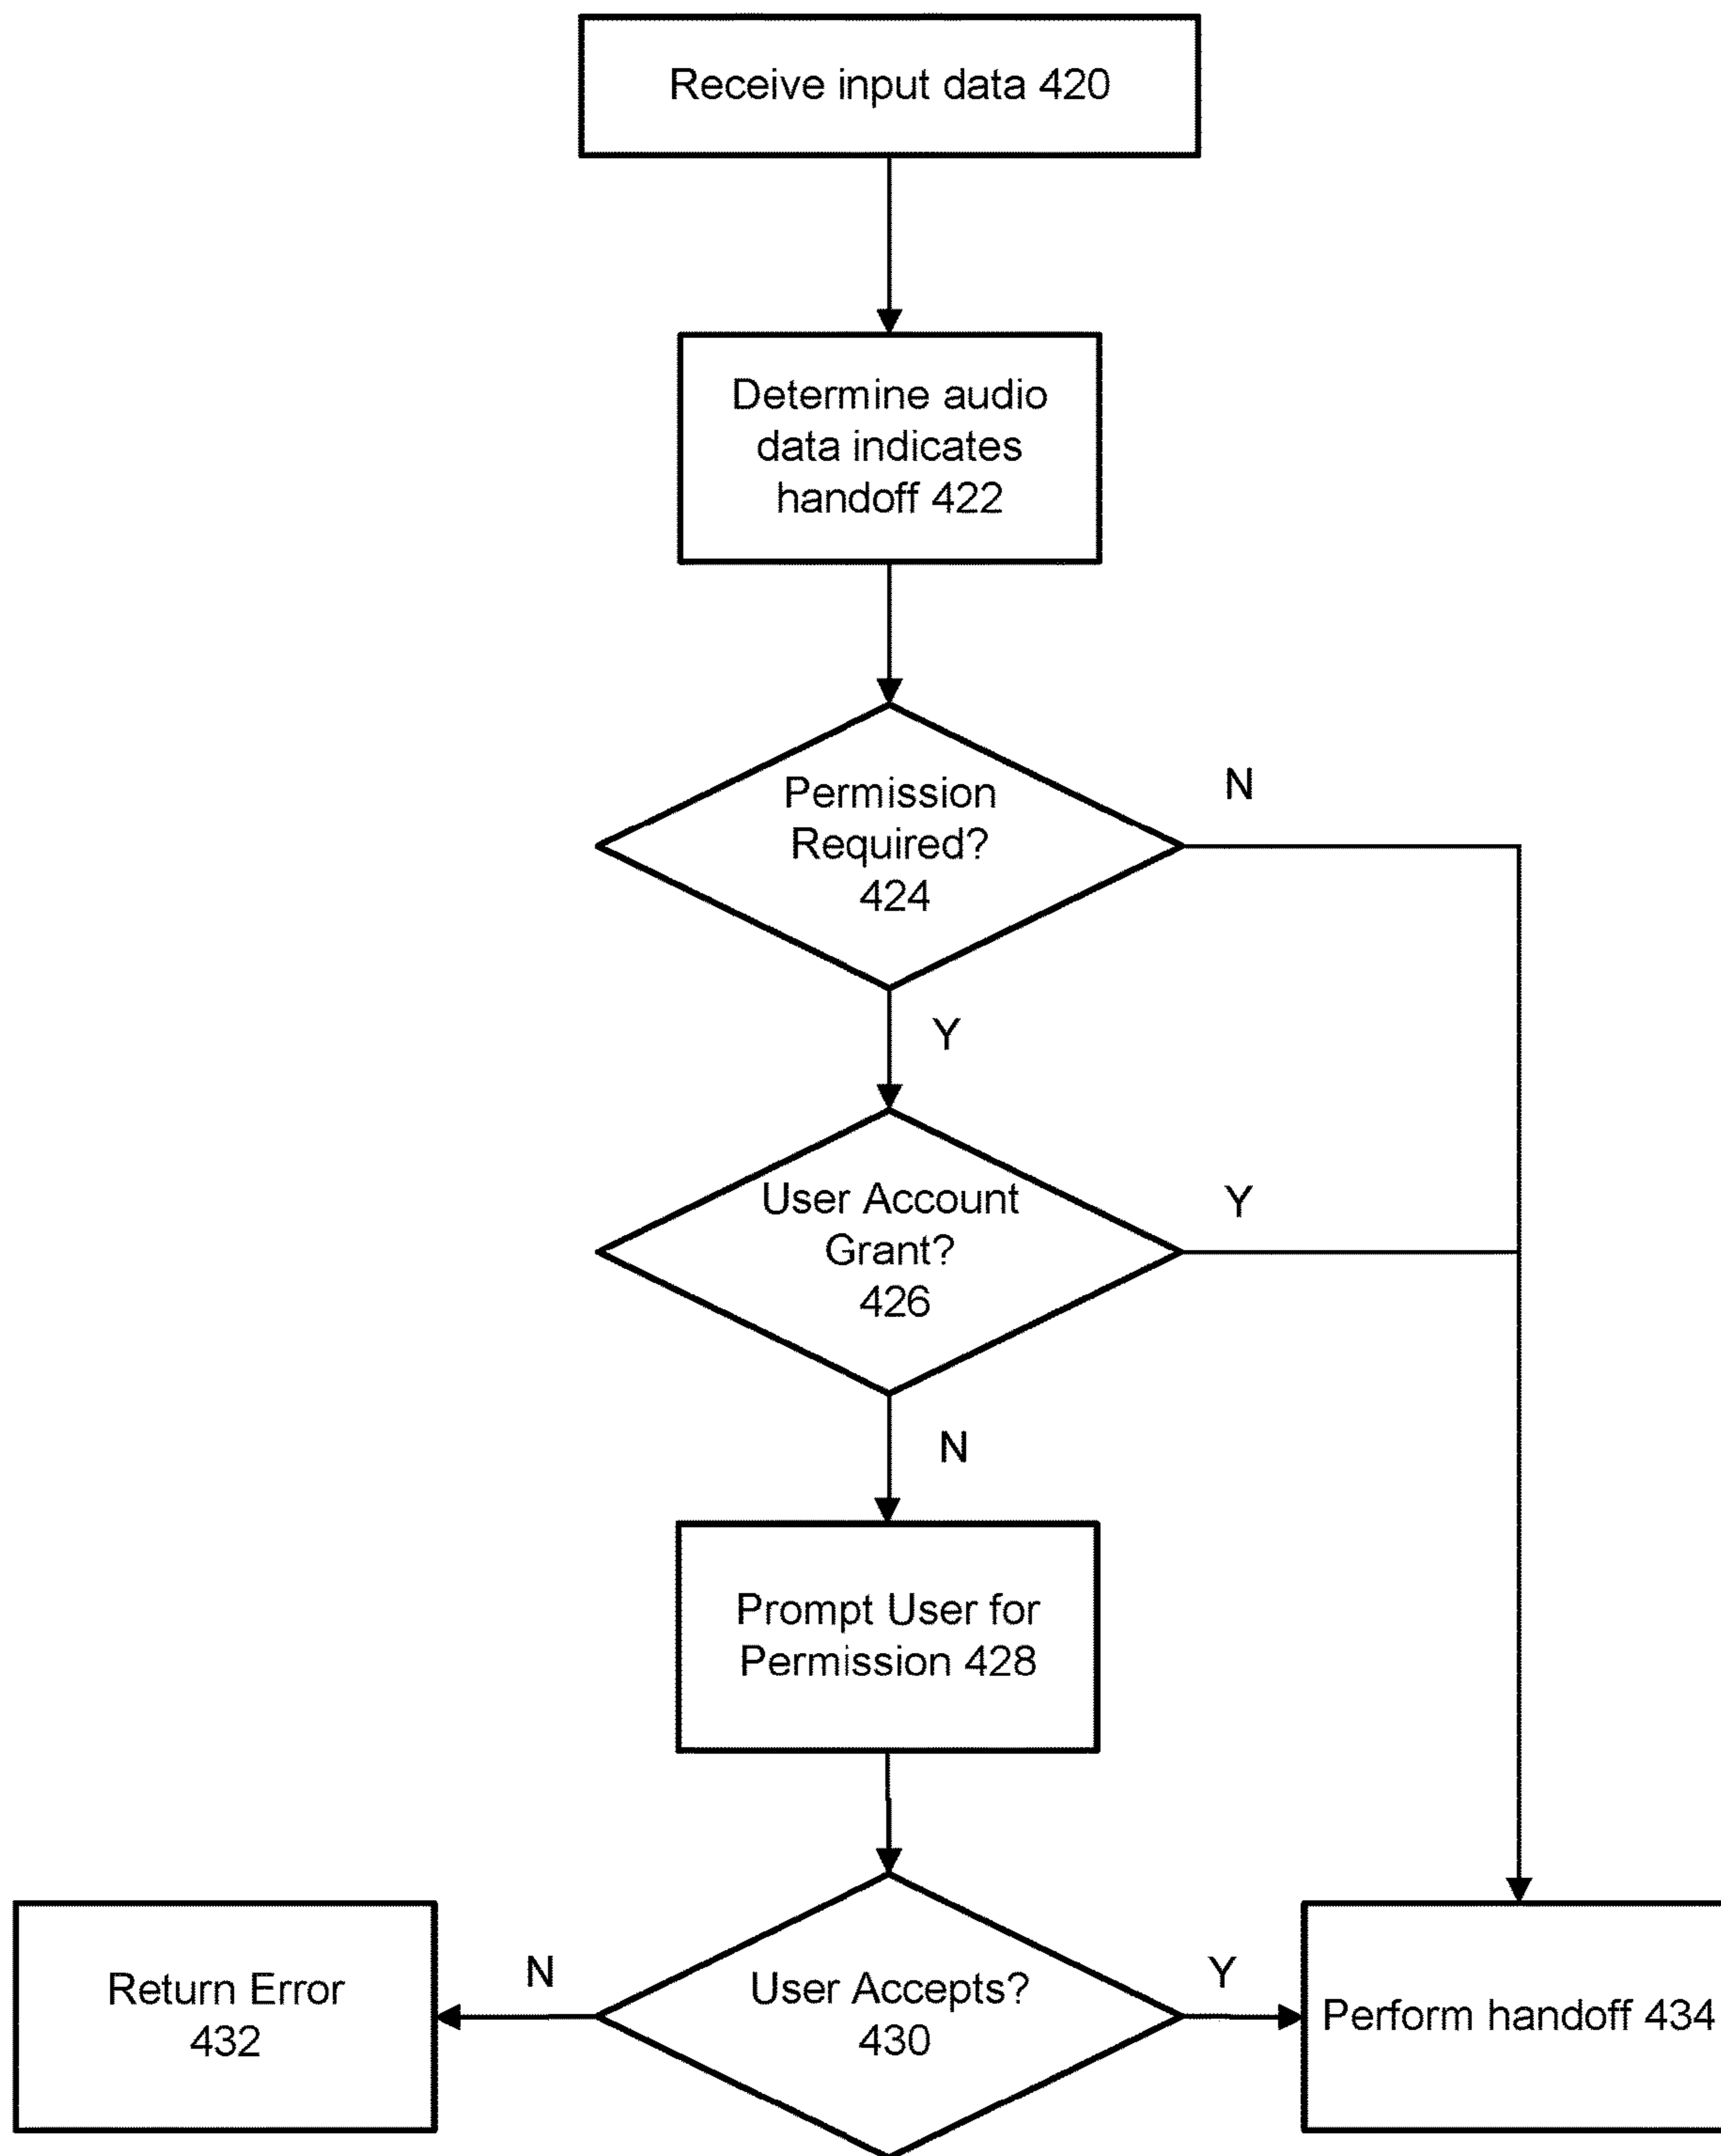 Receive input data 420
Determine audio
data indicates
handoff 422
Permission
Required?
424
N
Y
User Account
Grant?
426
Y
N
Prompt User for
Permission 428
Return Error
432
N
User Accepts?
430
Y
Perform handoff 434